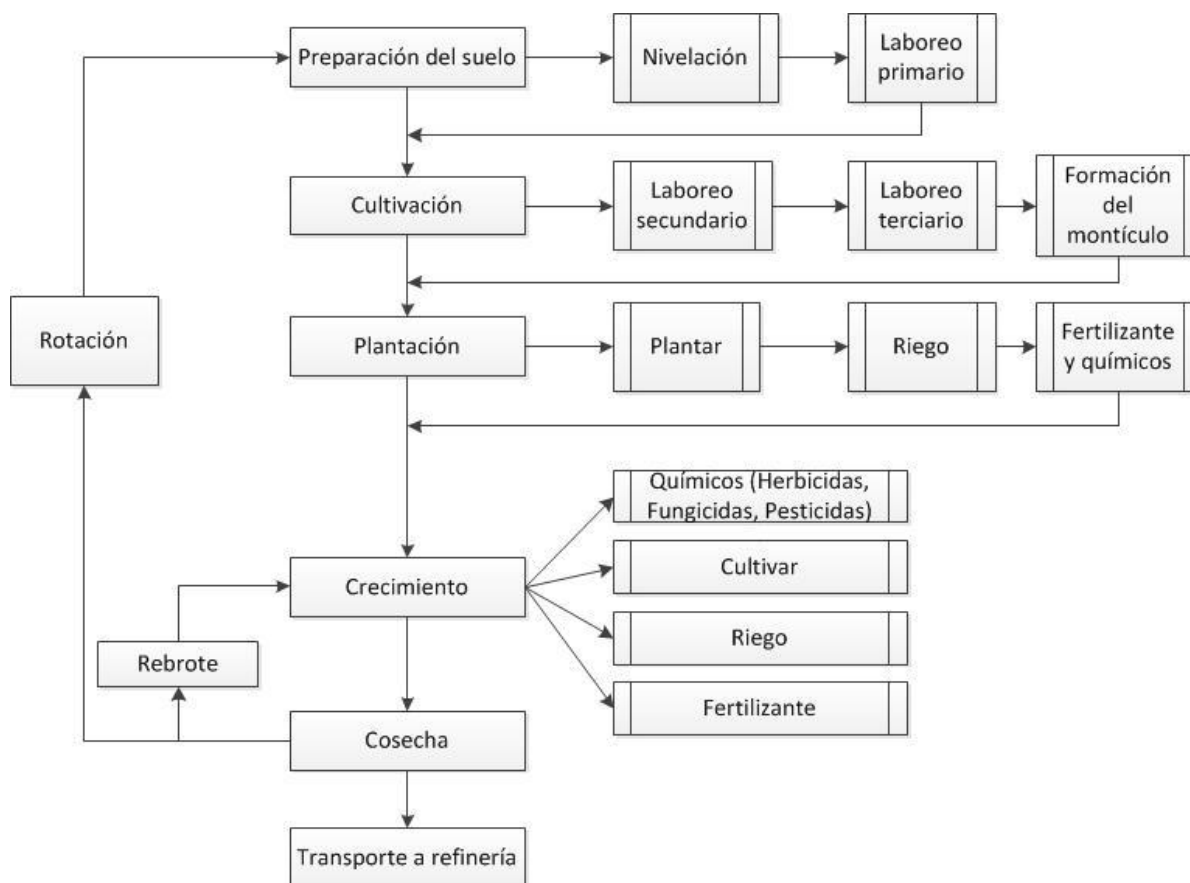 Preparación del suelo
Nivelación
Laboreo
primario
Cultivación
Laboreo
secundario
Laboreo
terciario
Formación
del
montículo
Rotación
Plantación
Plantar
Riego
Fertilizante
y químicos
Químicos (Herbicidas,
Fungicidas, Pesticidas)
Cultivar
Crecimiento
Riego
Rebrote
Fertilizante
Cosecha
Transporte a refinería